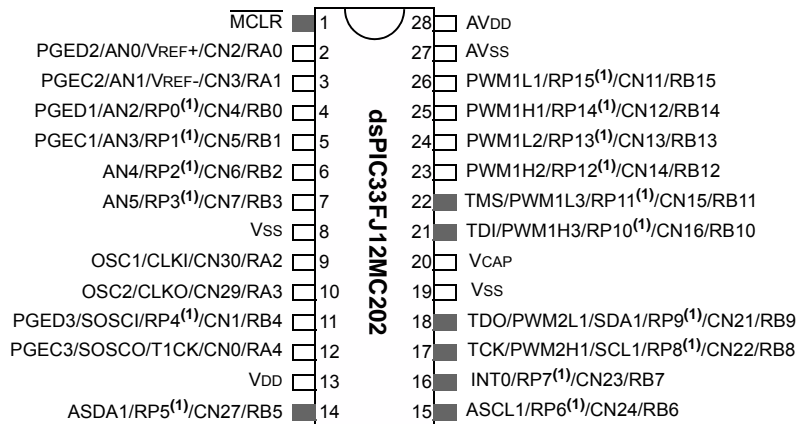 MCLR 1 28 AVDD
PGED2/AN0/VREF+/CN2/RA0 2 27 AVSS
PGEC2/AN1/VREF-/CN3/RA1 3 26 PWM1L1/RP15(1)/CN11/RB15
PGED1/AN2/RP0(1)/CN4/RB0 4 25 PWM1H1/RP14(1)/CN12/RB14
PGEC1/AN3/RP1(1)/CN5/RB1 5 24 PWM1L2/RP13(1)/CN13/RB13
AN4/RP2(1)/CN6/RB2 6 23 PWM1H2/RP12(1)/CN14/RB12
AN5/RP3(1)/CN7/RB3 7 22 TMS/PWM1L3/RP11(1)/CN15/RB11
VSS 8 21 TDI/PWM1H3/RP10(1)/CN16/RB10
OSC1/CLKI/CN30/RA2 9 20 VCAP
OSC2/CLKO/CN29/RA3 10 19 VSS
PGED3/SOSCI/RP4(1)/CN1/RB4 11 18 TDO/PWM2L1/SDA1/RP9(1)/CN21/RB9
PGEC3/SOSCO/T1CK/CN0/RA4 12 17 TCK/PWM2H1/SCL1/RP8(1)/CN22/RB8
VDD 13 16 INT0/RP7(1)/CN23/RB7
ASDA1/RP5(1)/CN27/RB5 14 15 ASCL1/RP6(1)/CN24/RB6
dsPIC33FJ12MC202